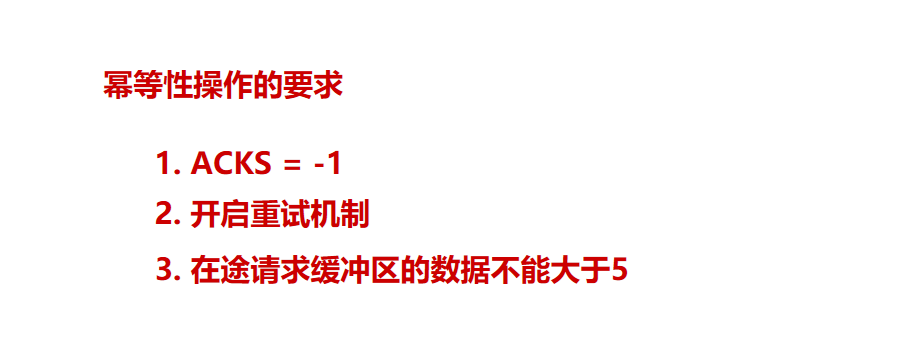 幂等性操作的要求
1. ACKS = -1
2. 开启重试机制
3. 在途请求缓冲区的数据不能大于5